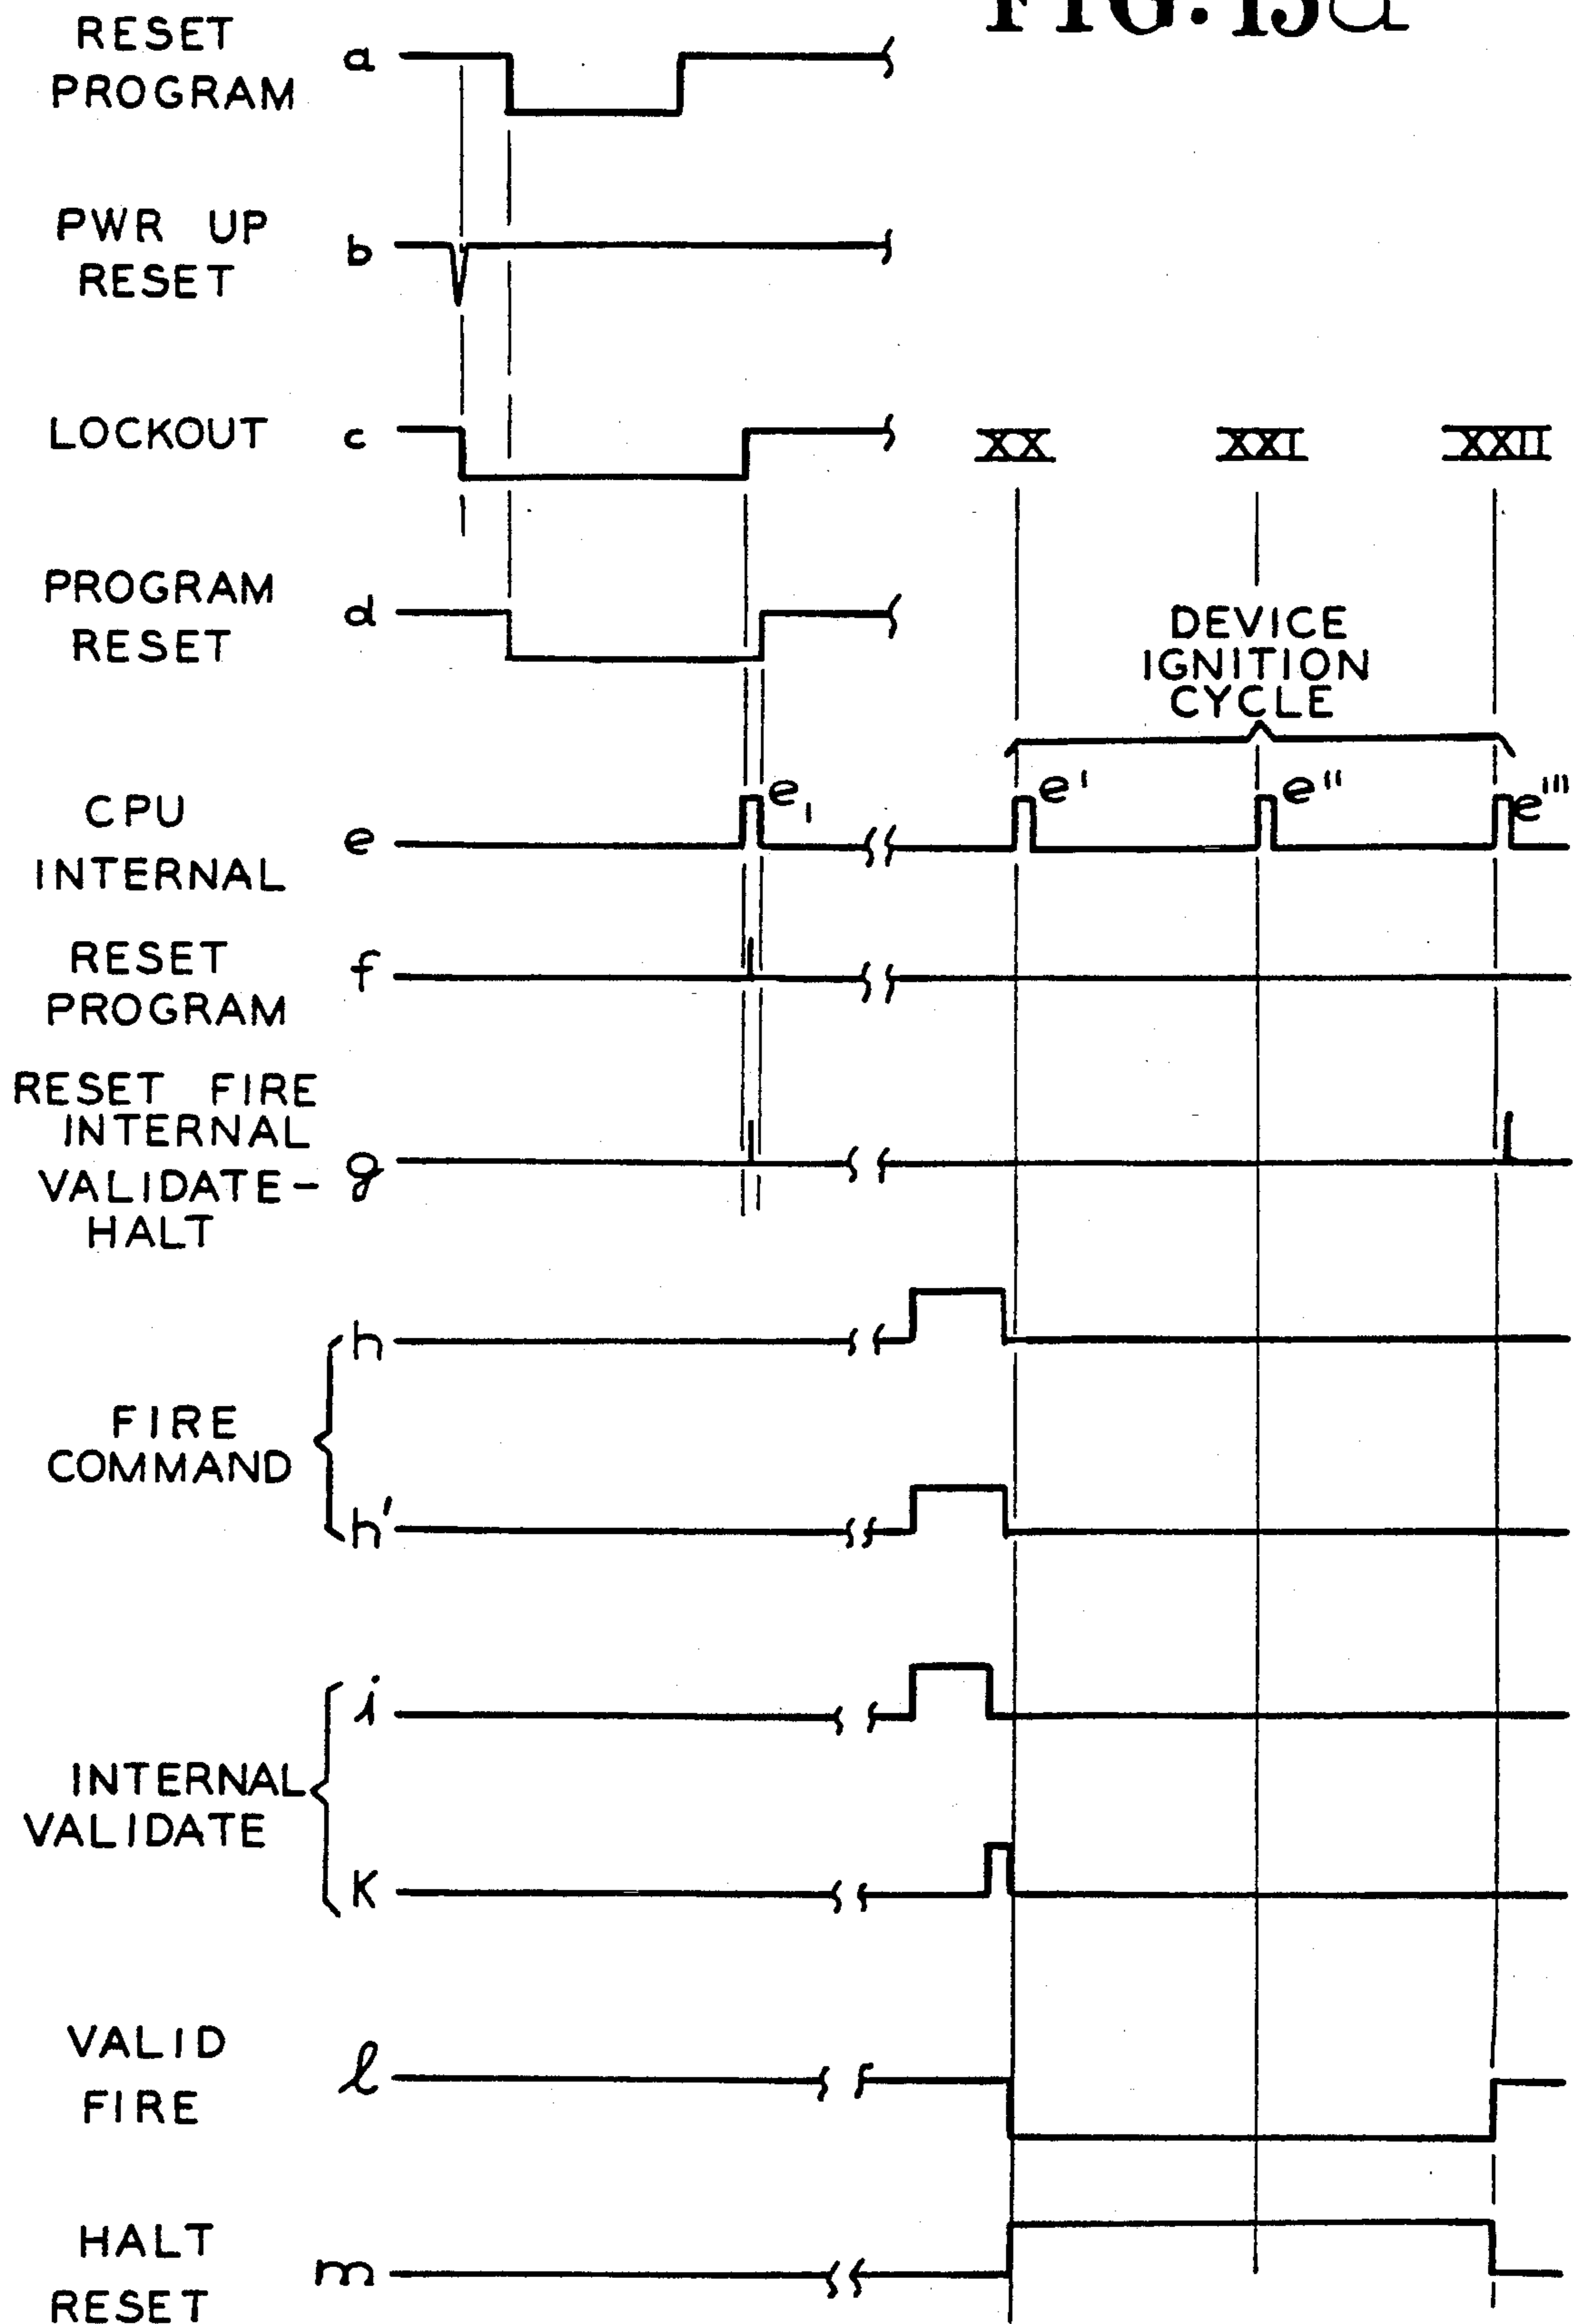 FIG. 15a
RESET
PROGRAM
a
PWR UP
RESET
b
LOCKOUT
c
XX
XXI
XXII
PROGRAM
RESET
d
DEVICE
IGNITION
CYCLE
CPU
INTERNAL
e
e₁
e'
e''
e'''
RESET
PROGRAM
f
RESET FIRE
INTERNAL
VALIDATE-
HALT
g
h
FIRE
COMMAND
h'
i
INTERNAL
VALIDATE
K
VALID
FIRE
l
HALT
RESET
m